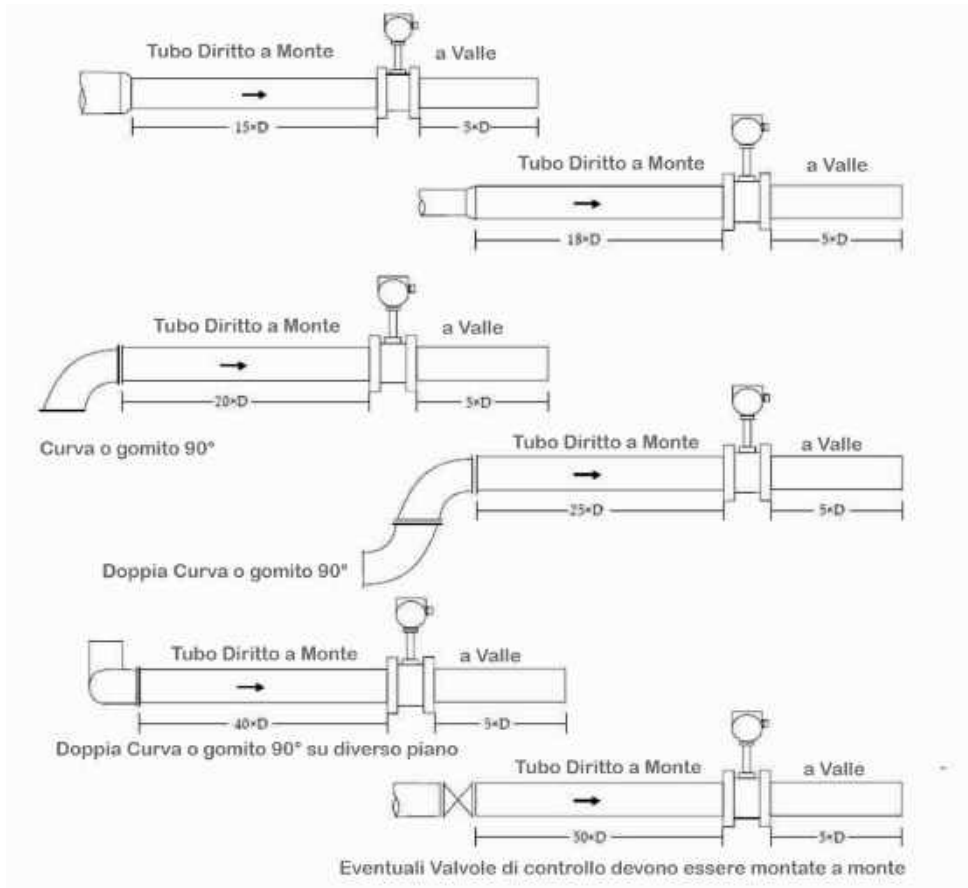 Tubo Diritto a Monte
a Valle
15×D
5×D
Tubo Diritto a Monte
a Valle
18×D
5×D
Tubo Diritto a Monte
a Valle
20×D
5×D
Curva o gomito 90°
Tubo Diritto a Monte
a Valle
25×D
5×D
Doppia Curva o gomito 90°
Tubo Diritto a Monte
a Valle
40×D
5×D
Doppia Curva o gomito 90° su diverso piano
Tubo Diritto a Monte
a Valle
50×D
5×D
Eventuali Valvole di controllo devono essere montate a monte